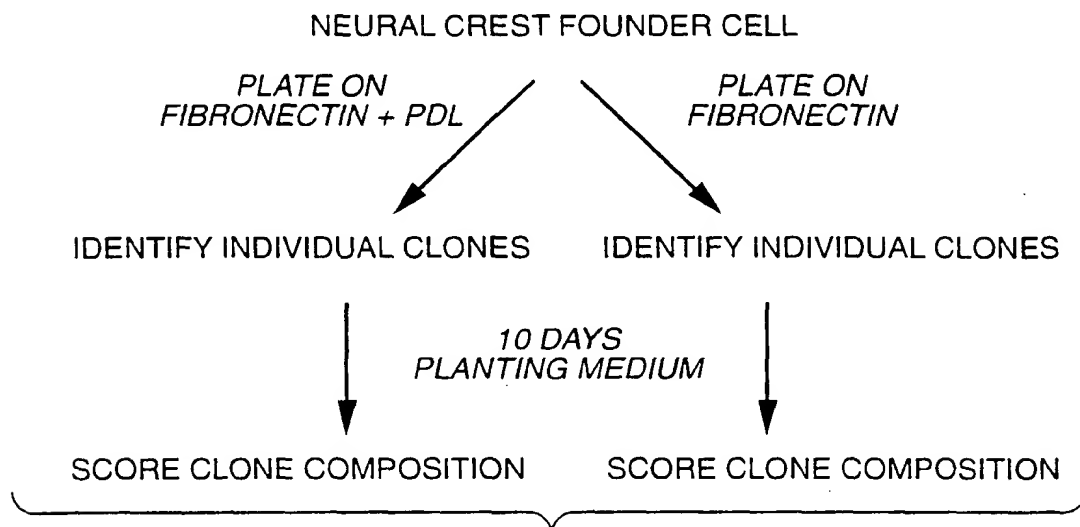 NEURAL CREST FOUNDER CELL
PLATE ON
FIBRONECTIN + PDL
PLATE ON
FIBRONECTIN
IDENTIFY INDIVIDUAL CLONES
IDENTIFY INDIVIDUAL CLONES
10 DAYS
PLANTING MEDIUM
SCORE CLONE COMPOSITION
SCORE CLONE COMPOSITION